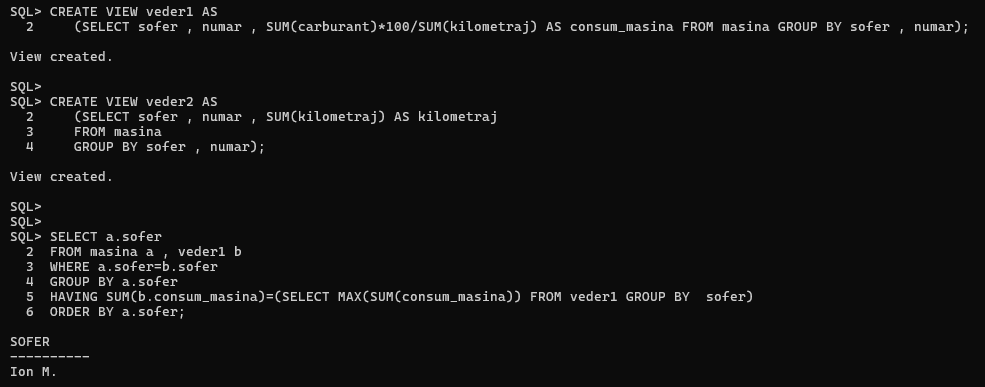 SQL> CREATE VIEW veder1 AS
  2     (SELECT sofer , numar , SUM(carburant)*100/SUM(kilometraj) AS consum_masina FROM masina GROUP BY sofer , numar);
View created.
SQL>
SQL> CREATE VIEW veder2 AS
  2     (SELECT sofer , numar , SUM(kilometraj) AS kilometraj
  3     FROM masina
  4     GROUP BY sofer , numar);
View created.
SQL>
SQL>
SQL> SELECT a.sofer
  2  FROM masina a , veder1 b
  3  WHERE a.sofer=b.sofer
  4  GROUP BY a.sofer
  5  HAVING SUM(b.consum_masina)=(SELECT MAX(SUM(consum_masina)) FROM veder1 GROUP BY  sofer)
  6  ORDER BY a.sofer;
SOFER
----------
Ion M.